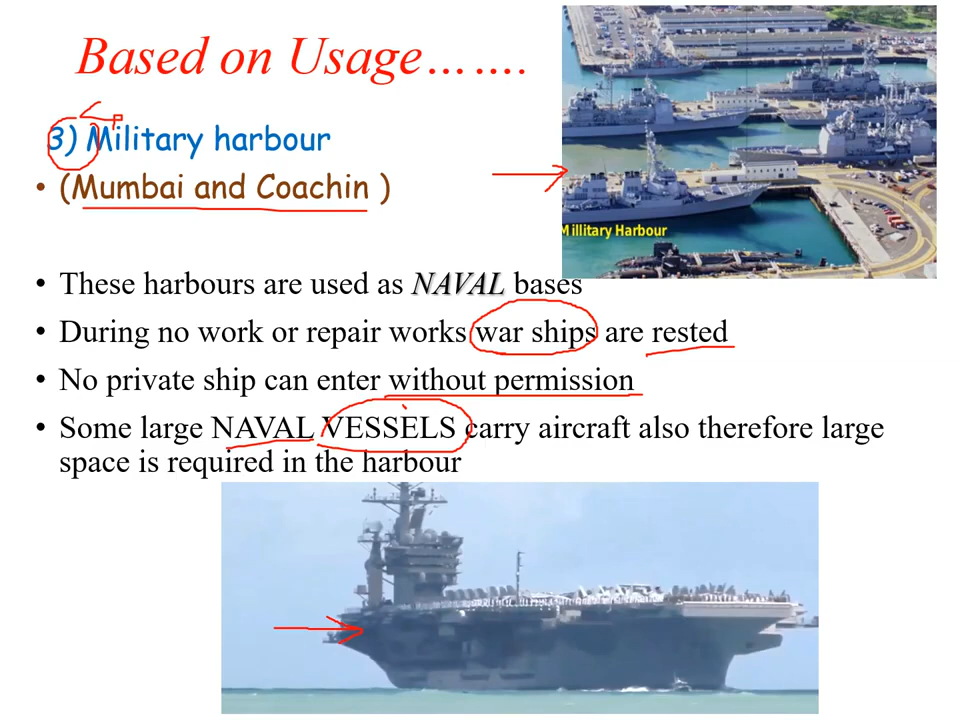 Based on Usage…….
3) Military harbour
• (Mumbai and Coachin )
Millitary Harbour
• These harbours are used as NAVAL bases
• During no work or repair works war ships are rested
• No private ship can enter without permission
• Some large NAVAL VESSELS carry aircraft also therefore large
space is required in the harbour